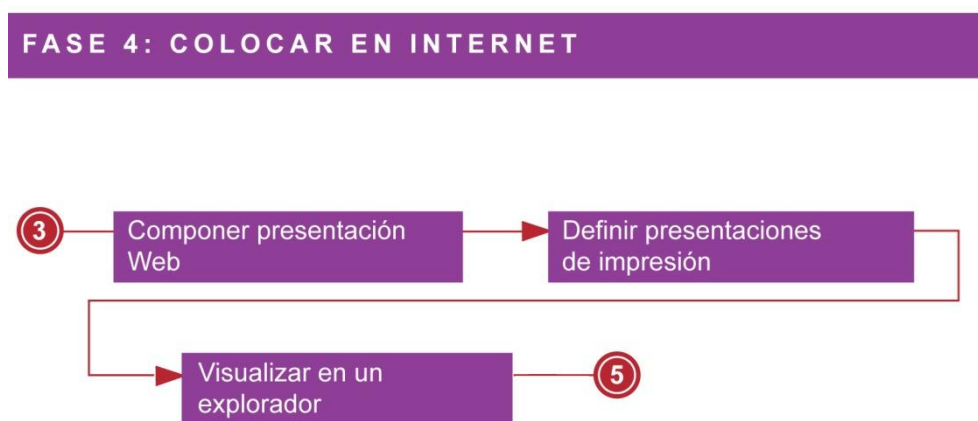 FASE 4: COLOCAR EN INTERNET
3
Componer presentación
Web
Definir presentaciones
de impresión
Visualizar en un
explorador
5